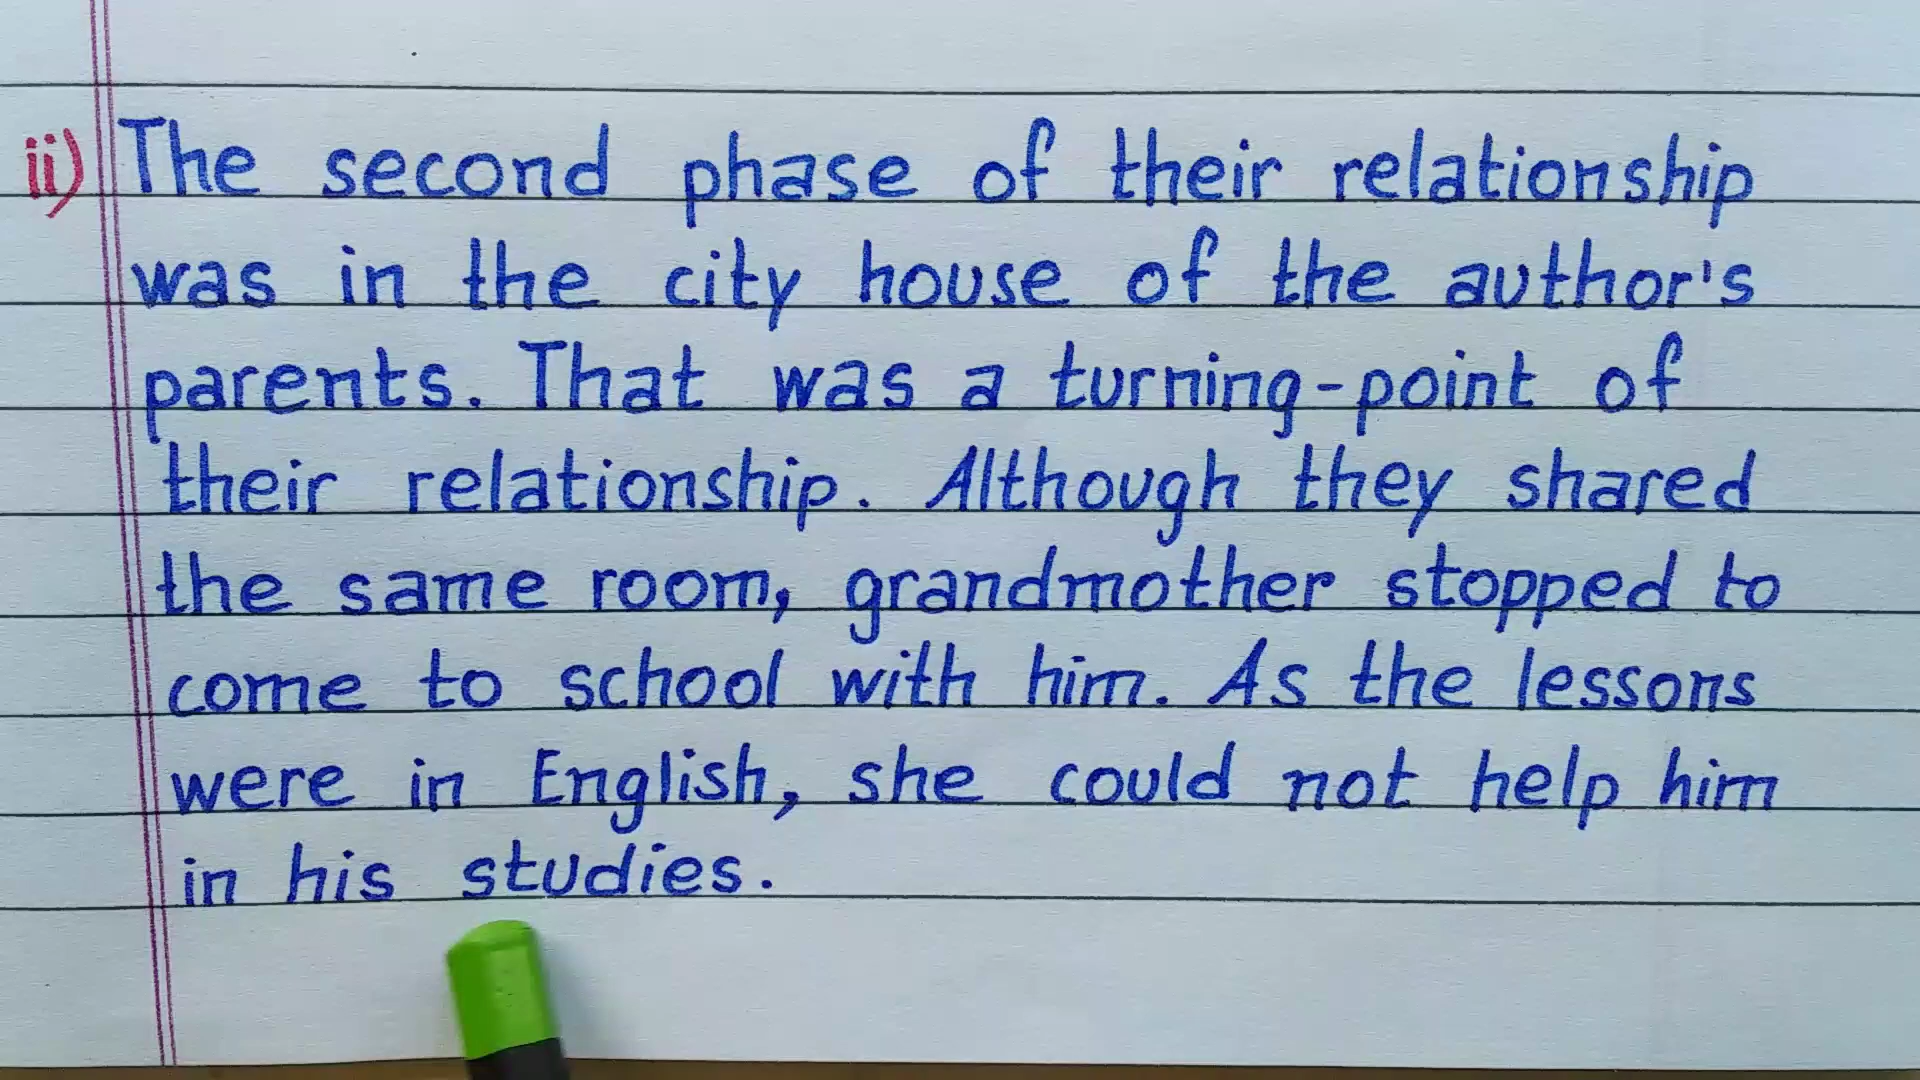 ii) The second phase of their relationship
was in the city house of the author's
parents. That was a turning-point of
their relationship. Although they shared
the same room, grandmother stopped to
come to school with him. As the lessons
were in English, she could not help him
in his studies.